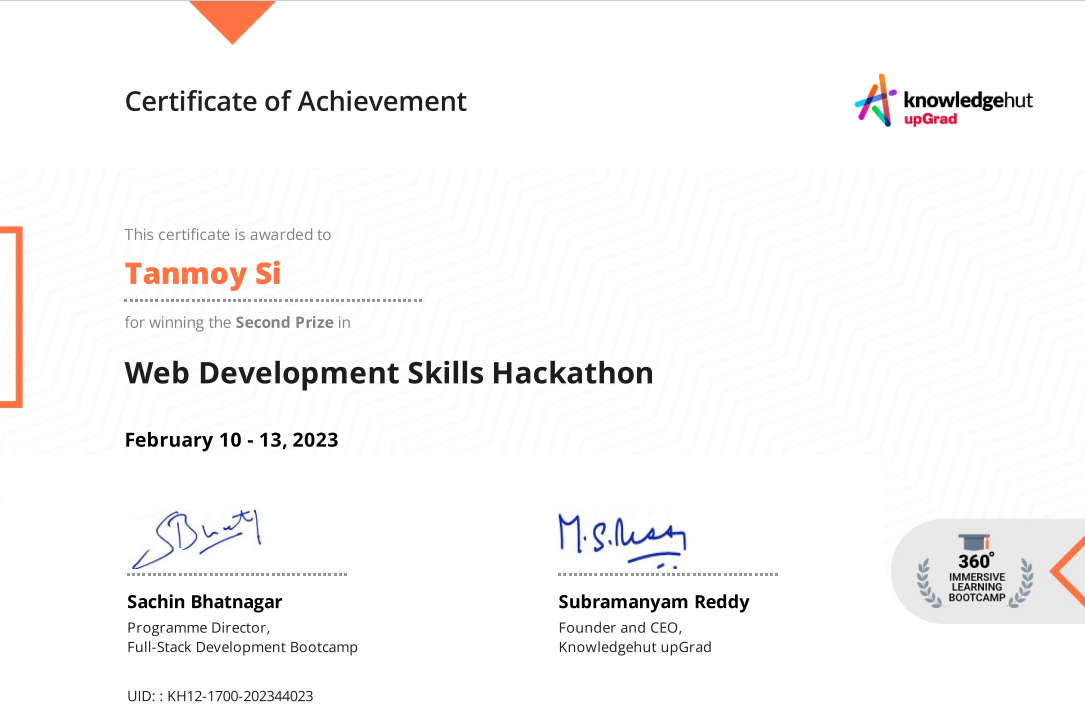 Certificate of Achievement
knowledgehut
upGrad
This certificate is awarded to
Tanmoy Si
for winning the Second Prize in
Web Development Skills Hackathon
February 10 - 13, 2023
M.S.Reddy
Sachin Bhatnagar
Programme Director,
Full-Stack Development Bootcamp
Subramanyam Reddy
Founder and CEO,
Knowledgehut upGrad
360°
IMMERSIVE
LEARNING
BOOTCAMP
UID: : KH12-1700-202344023